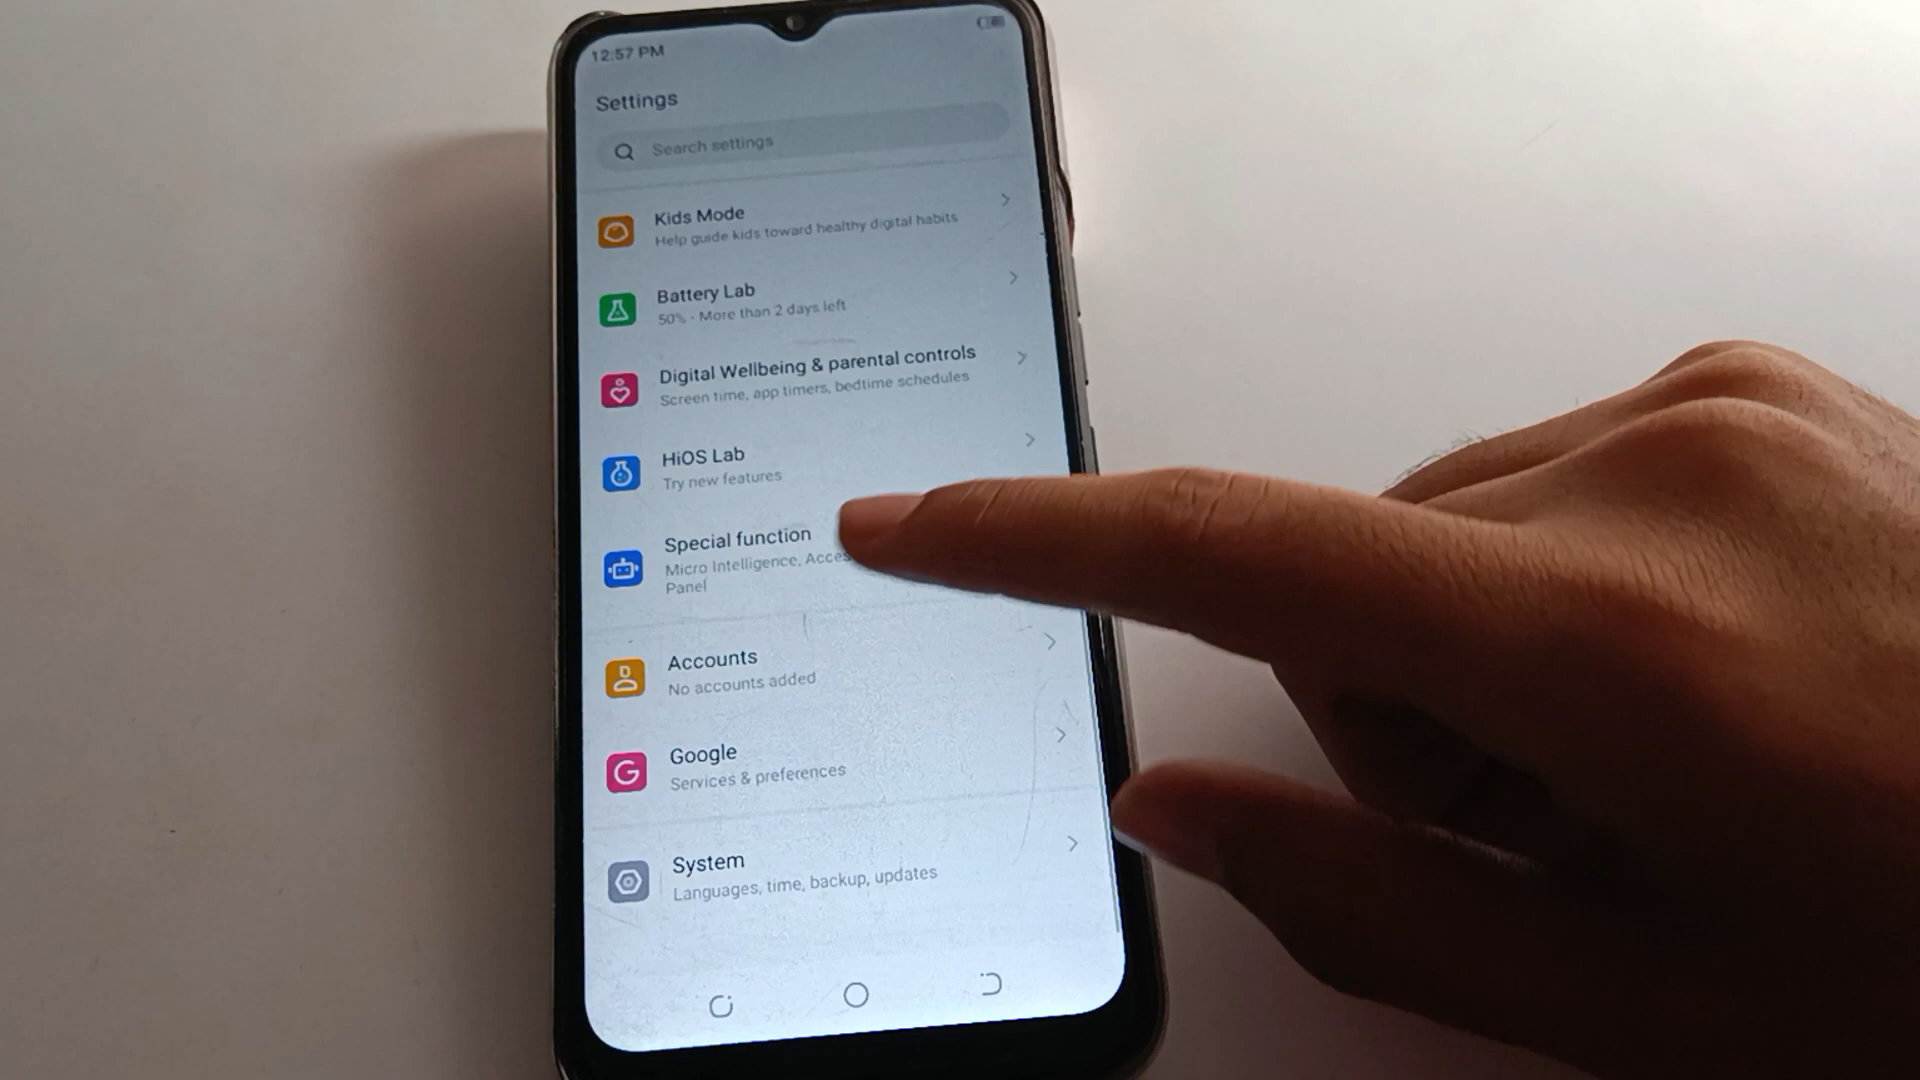 12:57 PM
Settings
Search settings
Kids Mode
Help guide kids toward healthy digital habits
Battery Lab
50% - More than 2 days left
Digital Wellbeing & parental controls
Screen time, app timers, bedtime schedules
HiOS Lab
Try new features
Special function
Micro Intelligence,
Panel
Accounts
No accounts added
Google
Services & preferences
System
Languages, time, backup, updates